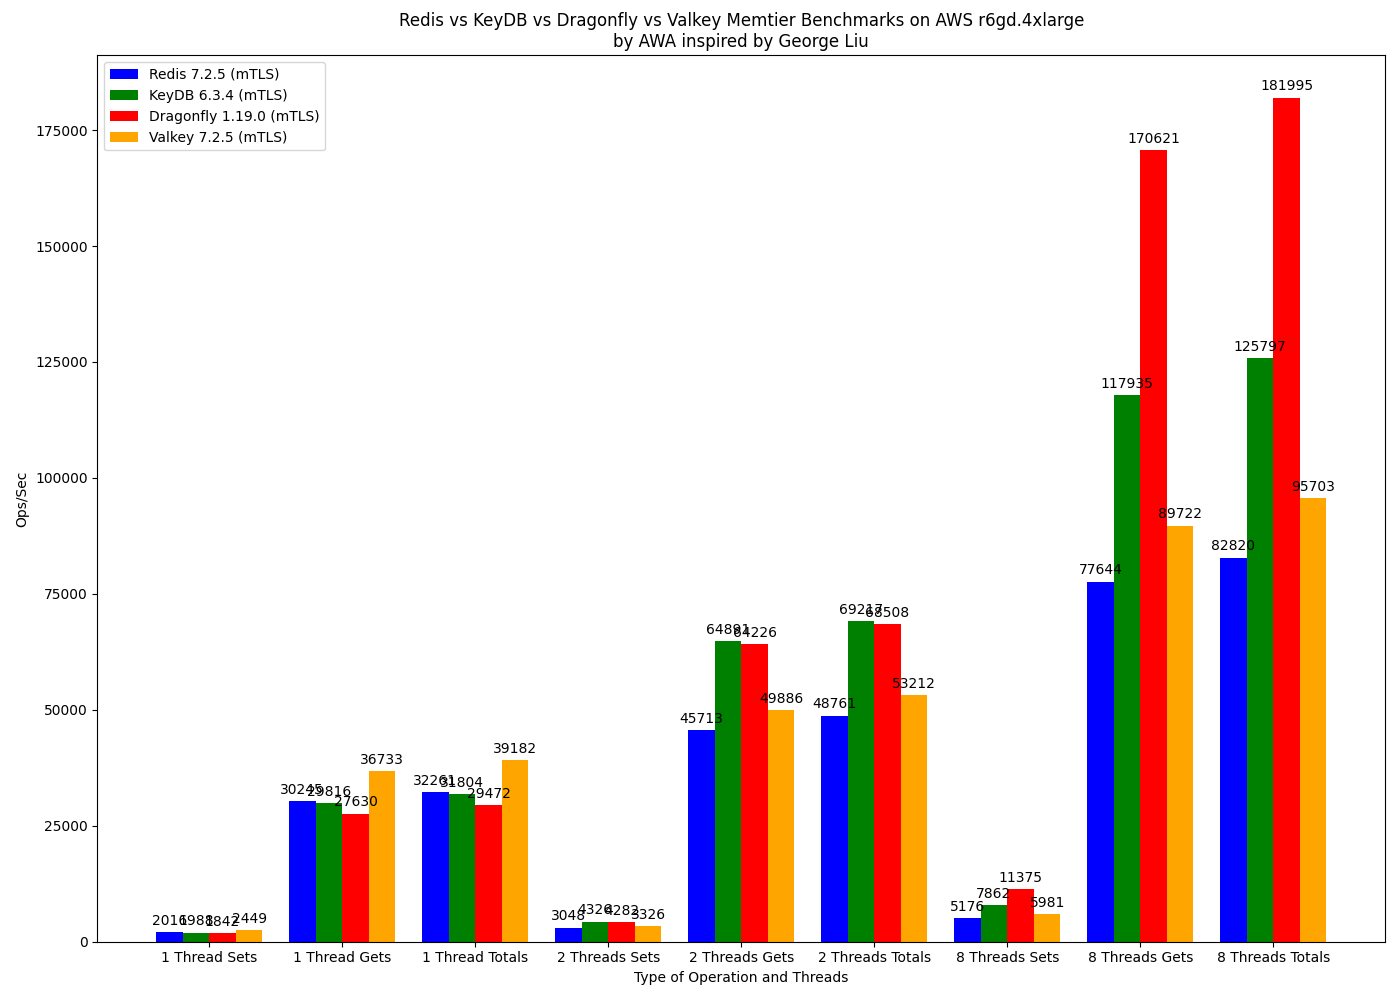 Redis vs KeyDB vs Dragonfly vs Valkey Memtier Benchmarks on AWS r6gd.4xlarge
by AWA inspired by George Liu
Redis 7.2.5 (mTLS)
KeyDB 6.3.4 (mTLS)
Dragonfly 1.19.0 (mTLS)
Valkey 7.2.5 (mTLS)
Ops/Sec
175000
150000
125000
100000
75000
50000
25000
0
2016 1988 1842 2449
30245 29816 27630 36733
32261 31804 29472 39182
3048 4326 4282 3326
45713 64891 64226 49886
48761 69217 68508 53212
5176 7862 11375 5981
77644 117935 170621 89722
82820 125797 181995 95703
1 Thread Sets 1 Thread Gets 1 Thread Totals 2 Threads Sets 2 Threads Gets 2 Threads Totals 8 Threads Sets 8 Threads Gets 8 Threads Totals
Type of Operation and Threads